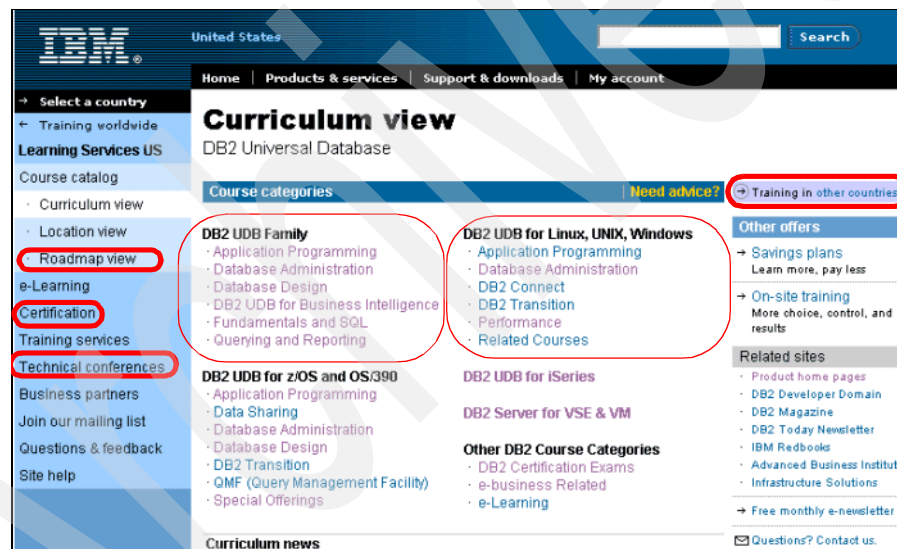 IBM®
United States
Search
Home | Products & services | Support & downloads | My account
→ Select a country
← Training worldwide
Learning Services US
Course catalog
· Curriculum view
· Location view
· Roadmap view
e-Learning
Certification
Training services
Technical conferences
Business partners
Join our mailing list
Questions & feedback
Site help
Curriculum view
DB2 Universal Database
Course categories | Need advice?
DB2 UDB Family
· Application Programming
· Database Administration
· Database Design
· DB2 UDB for Business Intelligence
· Fundamentals and SQL
· Querying and Reporting
DB2 UDB for Linux, UNIX, Windows
· Application Programming
· Database Administration
· DB2 Connect
· DB2 Transition
· Performance
· Related Courses
DB2 UDB for z/OS and OS/390
· Application Programming
· Data Sharing
· Database Administration
· Database Design
· DB2 Transition
· QMF (Query Management Facility)
· Special Offerings
DB2 UDB for iSeries
DB2 Server for VSE & VM
Other DB2 Course Categories
· DB2 Certification Exams
· e-business Related
· e-Learning
Curriculum news
→ Training in other countries
Other offers
→ Savings plans
Learn more, pay less
→ On-site training
More choice, control, and
results
Related sites
· Product home pages
· DB2 Developer Domain
· DB2 Magazine
· DB2 Today Newsletter
· IBM Redbooks
· Advanced Business Institut
· Infrastructure Solutions
→ Free monthly e-newsletter
Questions? Contact us.